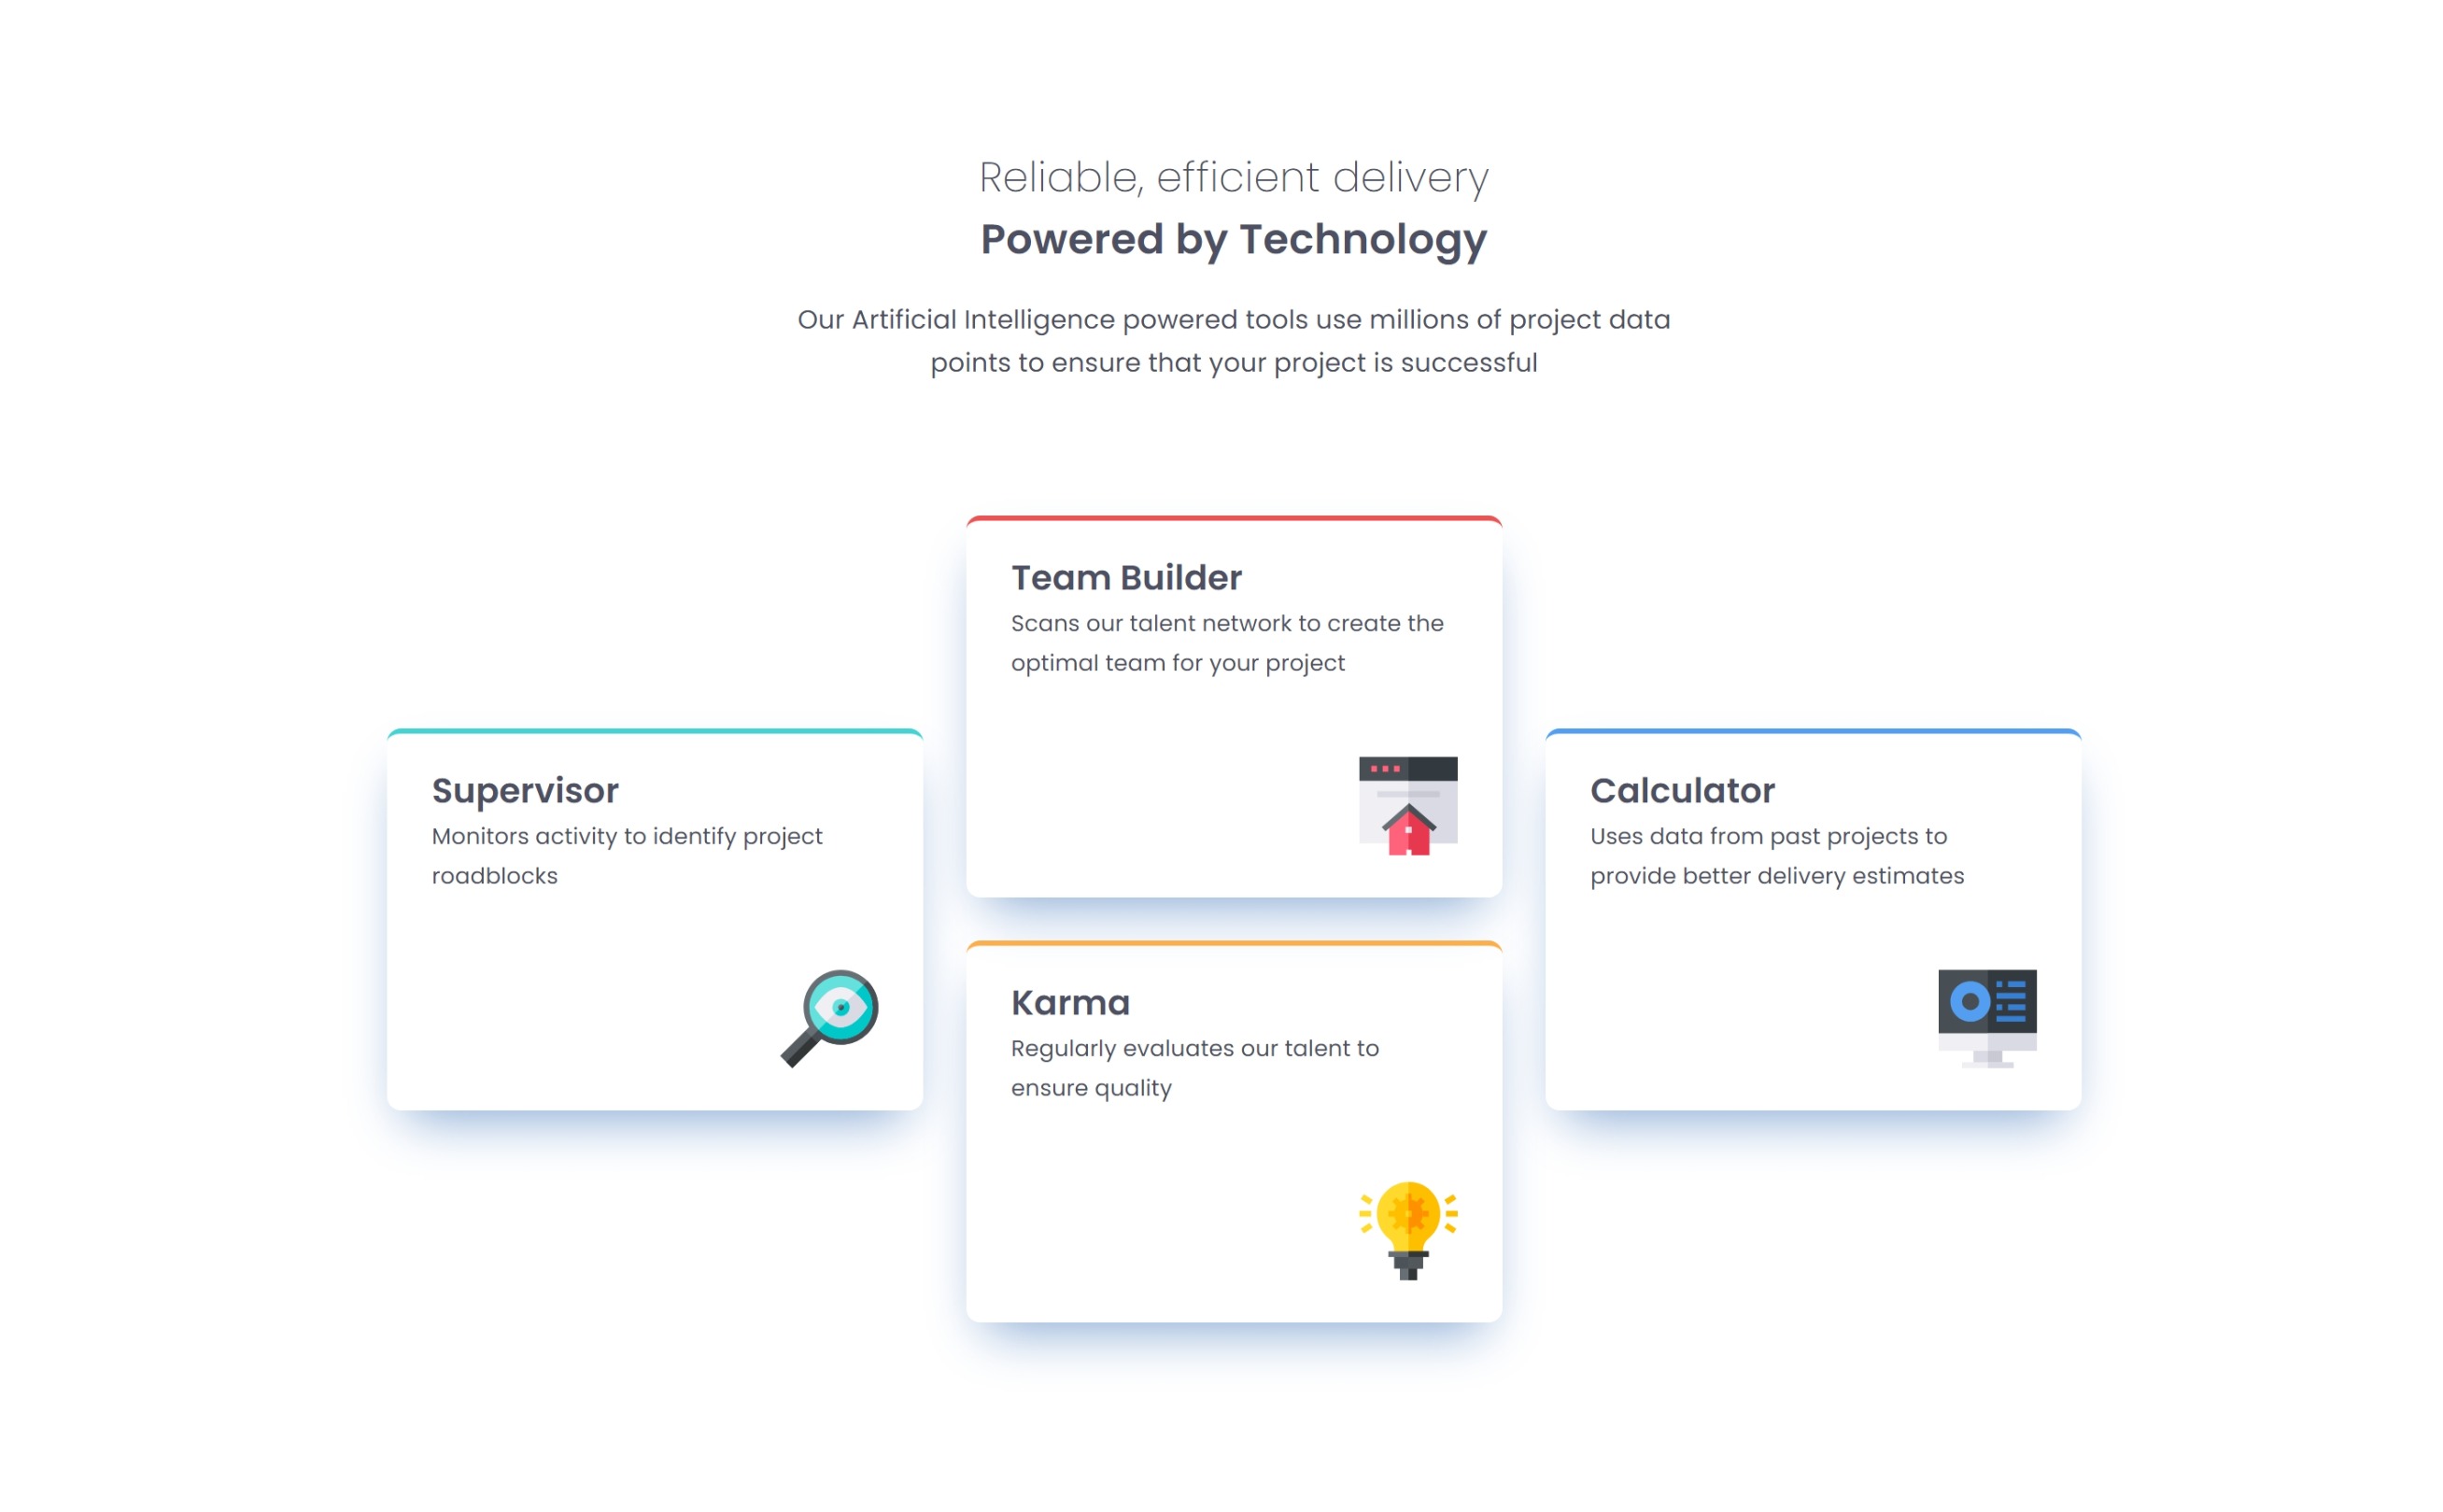 Reliable, efficient delivery
Powered by Technology
Our Artificial Intelligence powered tools use millions of project data
points to ensure that your project is successful
Supervisor
Monitors activity to identify project
roadblocks
Team Builder
Scans our talent network to create the
optimal team for your project
Karma
Regularly evaluates our talent to
ensure quality
Calculator
Uses data from past projects to
provide better delivery estimates